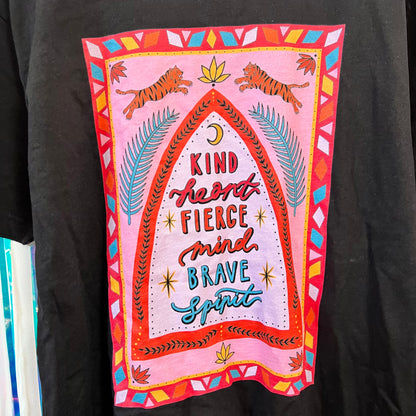 KIND
heart
FIERCE
mind
BRAVE
spirit